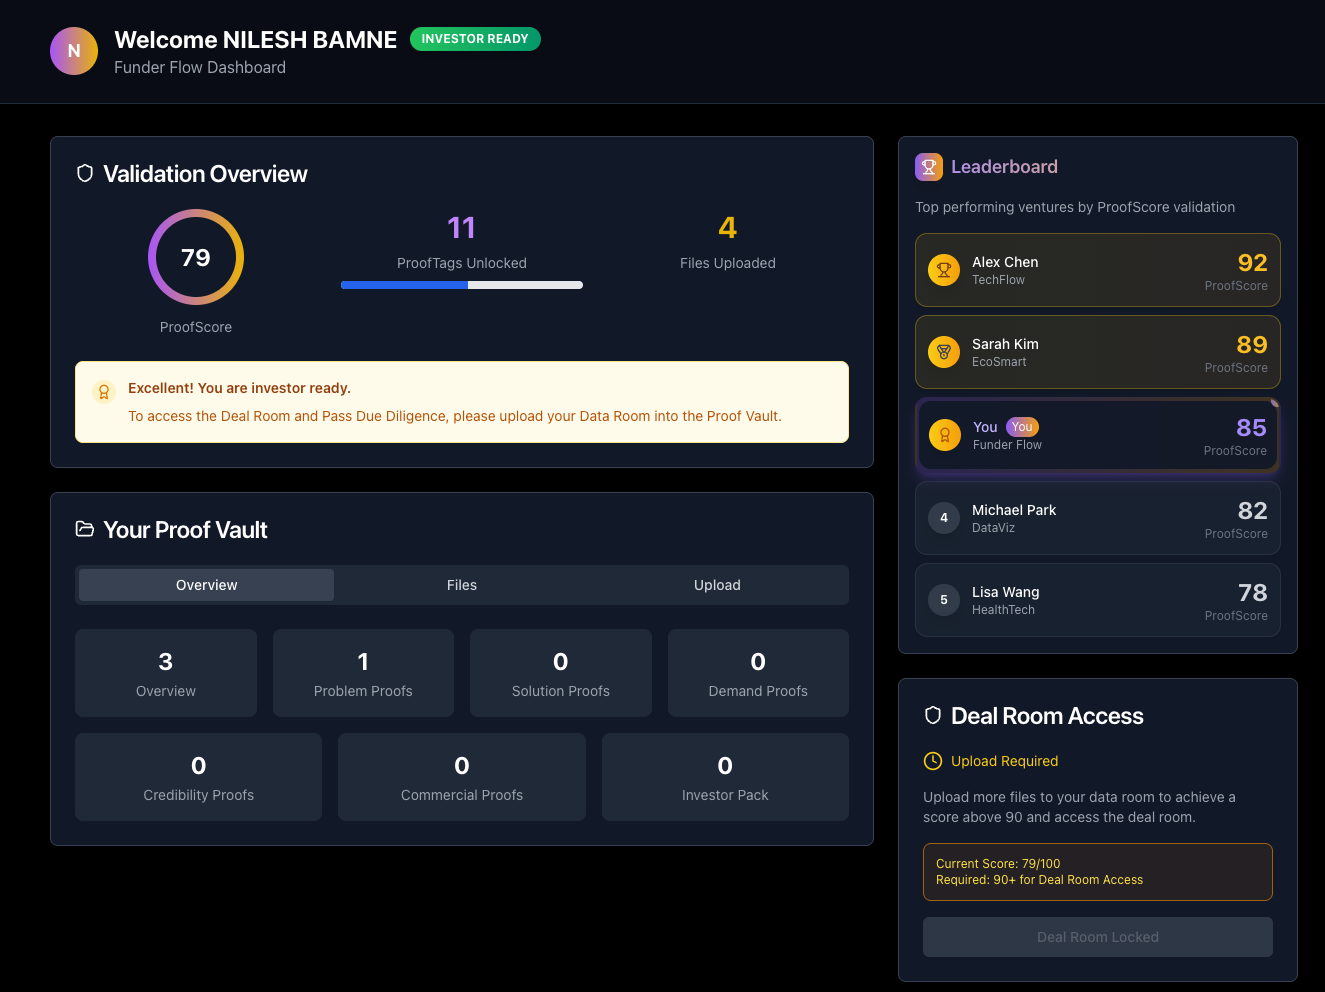 N
Welcome NILESH BAMNE
INVESTOR READY
Funder Flow Dashboard
Validation Overview
79
ProofScore
11
ProofTags Unlocked
4
Files Uploaded
Excellent! You are investor ready.
To access the Deal Room and Pass Due Diligence, please upload your Data Room into the Proof Vault.
Your Proof Vault
Overview
Files
Upload
3
Overview
1
Problem Proofs
0
Solution Proofs
0
Demand Proofs
0
Credibility Proofs
0
Commercial Proofs
0
Investor Pack
Leaderboard
Top performing ventures by ProofScore validation
Alex Chen
TechFlow
92
ProofScore
Sarah Kim
EcoSmart
89
ProofScore
You
You
Funder Flow
85
ProofScore
4
Michael Park
DataViz
82
ProofScore
5
Lisa Wang
HealthTech
78
ProofScore
Deal Room Access
Upload Required
Upload more files to your data room to achieve a
score above 90 and access the deal room.
Current Score: 79/100
Required: 90+ for Deal Room Access
Deal Room Locked